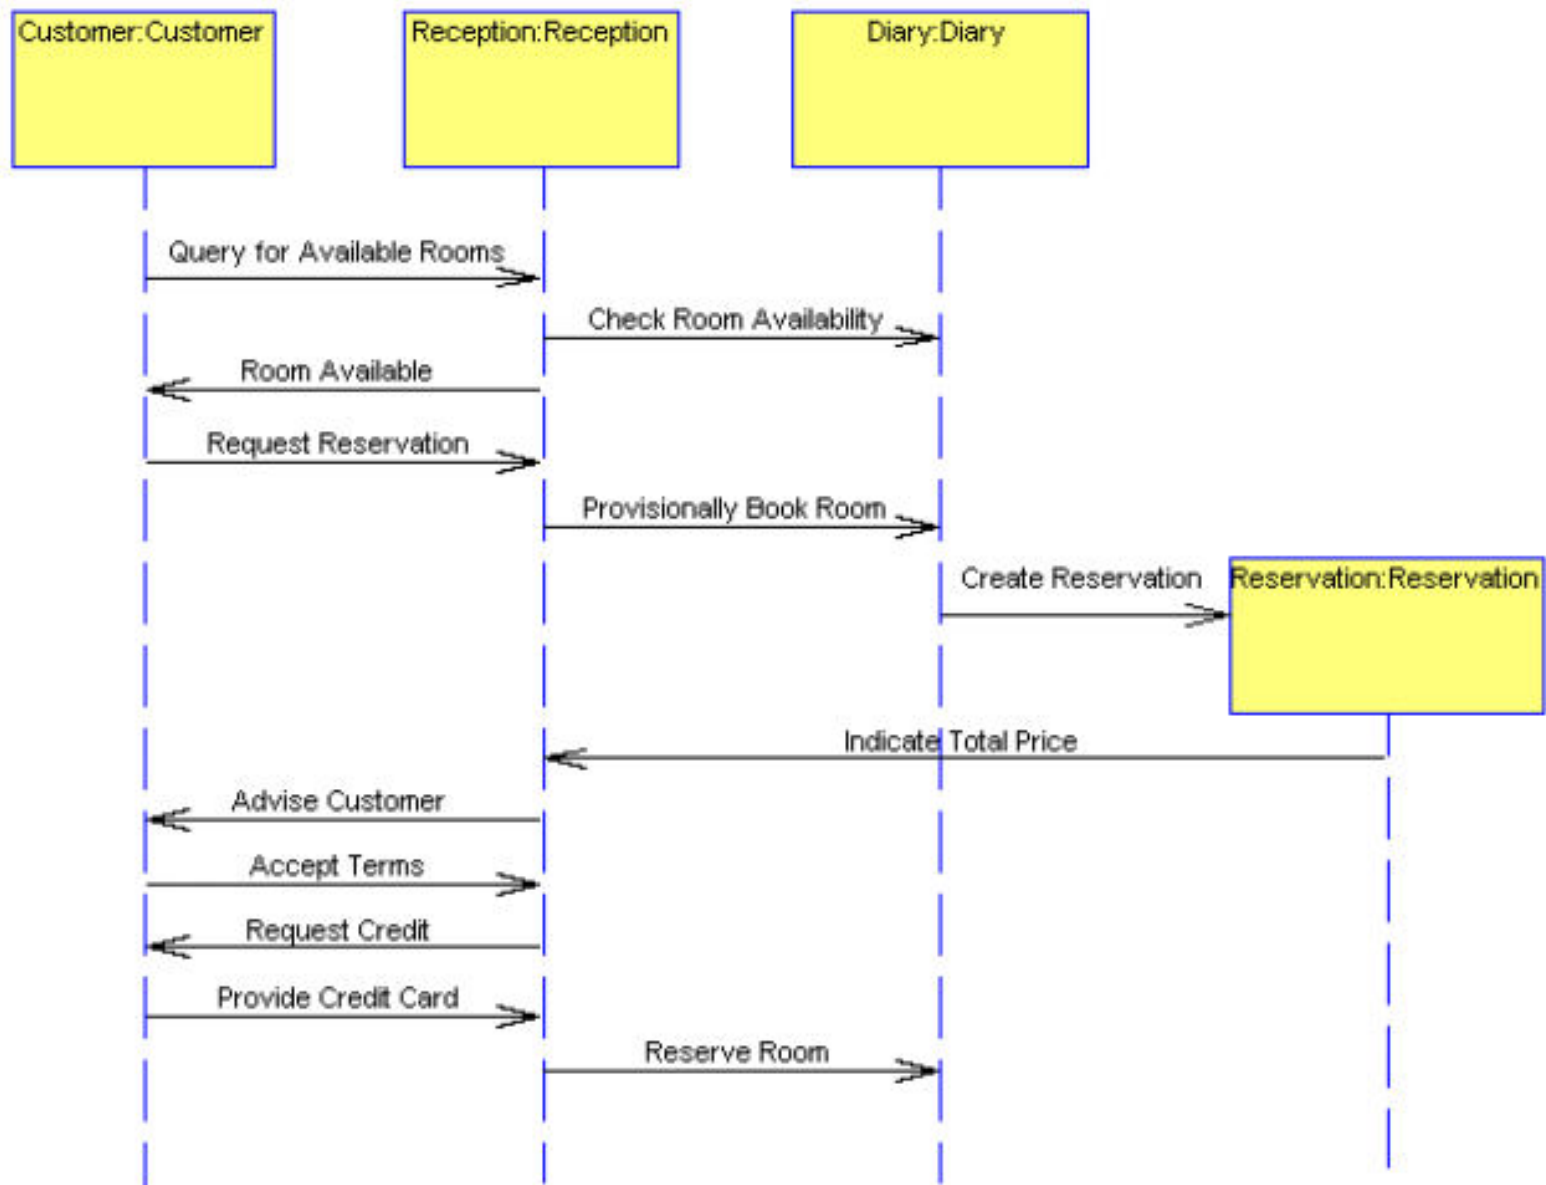 Customer:Customer
Reception:Reception
Diary:Diary
Query for Available Rooms
Check Room Availability
Room Available
Request Reservation
Provisionally Book Room
Create Reservation
Reservation:Reservation
Indicate Total Price
Advise Customer
Accept Terms
Request Credit
Provide Credit Card
Reserve Room